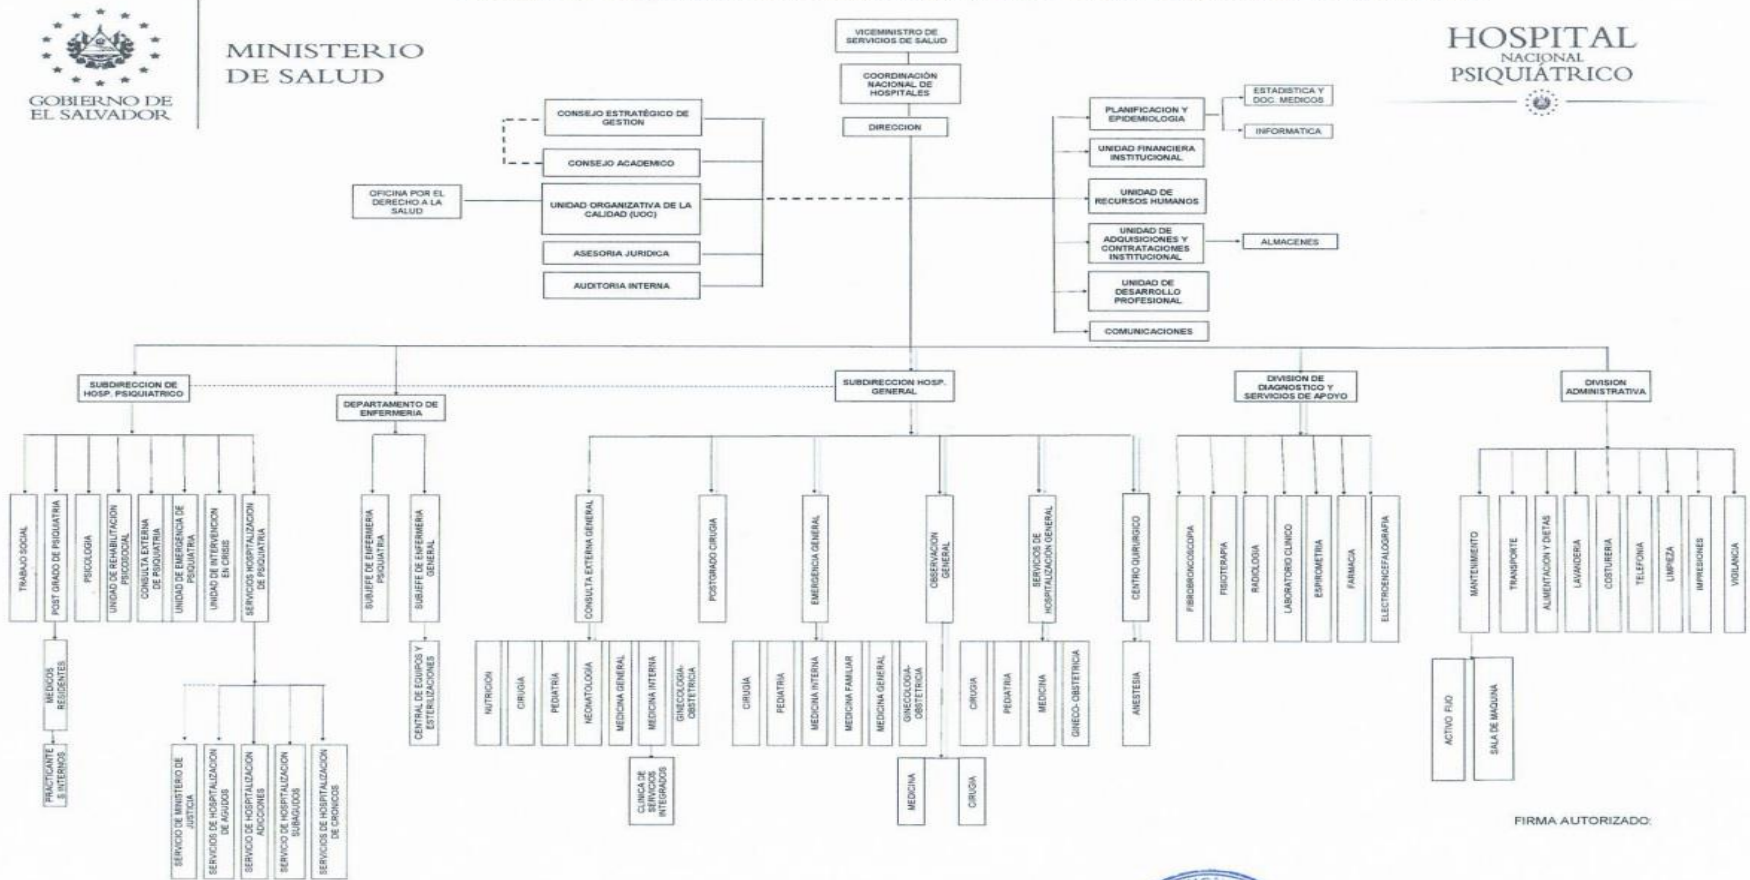 GOBIERNO DE
EL SALVADOR
MINISTERIO
DE SALUD
HOSPITAL
NACIONAL
PSIQUIÁTRICO
VICEMINISTRO DE
SERVICIOS DE SALUD
COORDINACIÓN
NACIONAL DE
HOSPITALES
DIRECCION
CONSEJO ESTRATÉGICO DE
GESTION
CONSEJO ACADEMICO
OFICINA POR EL
DERECHO A LA
SALUD
UNIDAD ORGANIZATIVA DE LA
CALIDAD (UOC)
ASESORIA JURIDICA
AUDITORIA INTERNA
PLANIFICACION Y
EPIDEMIOLOGIA
ESTADISTICA Y
DOC. MEDICOS
INFORMATICA
UNIDAD FINANCIERA
INSTITUCIONAL
UNIDAD DE
RECURSOS HUMANOS
UNIDAD DE
ADQUISICIONES Y
CONTRATACIONES
INSTITUCIONAL
ALMACENES
UNIDAD DE
DESARROLLO
PROFESIONAL
COMUNICACIONES
SUBDIRECCION DE
HOSP. PSIQUIATRICO
DEPARTAMENTO DE
ENFERMERIA
SUBDIRECCION HOSP.
GENERAL
DIVISION DE
DIAGNOSTICO Y
SERVICIOS DE APOYO
DIVISION
ADMINISTRATIVA
TRABAJO SOCIAL
POST GRADO DE PSIQUIATRIA
PSICOLOGIA
UNIDAD DE REHABILITACION
PSICOSOCIAL
CONSULTA EXTERNA
DE PSIQUIATRIA
UNIDAD DE EMERGENCIA DE
PSIQUIATRIA
UNIDAD DE INTERVENCION
EN CRISIS
SERVICIOS HOSPITALIZACION
DE PSIQUIATRIA
SUBJEFE DE ENFERMERIA
PSIQUIATRIA
SUBJEFE DE ENFERMERIA
GENERAL
CONSULTA EXTERNA GENERAL
POSTGRADO CIRUGIA
EMERGENCIA GENERAL
OBSERVACION
GENERAL
SERVICIOS DE
HOSPITALIZACIÓN GENERAL
CENTRO QUIRURGICO
FIBROBRONCOSCOPIA
FISIOTERAPIA
RADIOLOGIA
LABORATORIO CLINICO
ESPIROMETRIA
FARMACIA
ELECTROENCEFALOGRAFIA
MANTENIMIENTO
TRANSPORTE
ALIMENTACION Y DIETAS
LAVANDERIA
COSTURERIA
TELEFONIA
LIMPIEZA
IMPRESIONES
VIGILANCIA
MEDICOS
RESIDENTES
PRACTICANTE
S INTERNOS
CENTRAL DE EQUIPOS Y
ESTERILIZACIONES
NUTRICION
CIRUGÍA
PEDIATRÍA
NEONATOLOGÍA
MEDICINA GENERAL
MEDICINA INTERNA
GINECOLOGÍA-
OBSTETRICIA
CLINICA DE
SERVICIOS
INTEGRADOS
CIRUGÍA
PEDIATRÍA
MEDICINA INTERNA
MEDICINA FAMILIAR
MEDICINA GENERAL
GINECOLOGIA-
OBSTETRICIA
MEDICINA
CIRUGIA
CIRUGIA
PEDIATRIA
MEDICINA
GINECO- OBSTETRICIA
ANESTESIA
ACTIVO FIJO
SALA DE MAQUINA
SERVICIO DE MINISTERIO DE
JUSTICIA
SERVICIOS DE HOSPITALIZACION
DE AGUDOS
SERVICIO DE HOSPITALIZACION
ADICCIONES
SERVICIO DE HOSPITALIZACION
SUBAGUDOS
SERVICIOS DE HOSPITALIZACION
DE CRONICOS
FIRMA AUTORIZADO: